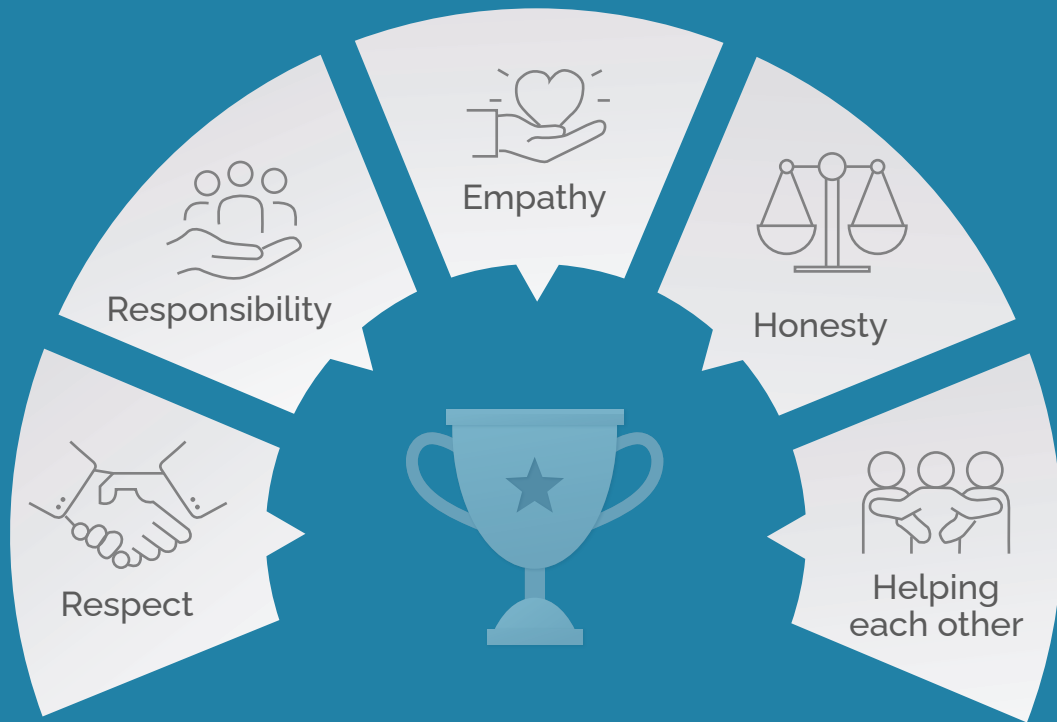 Respect
Responsibility
Empathy
Honesty
Helping
each other